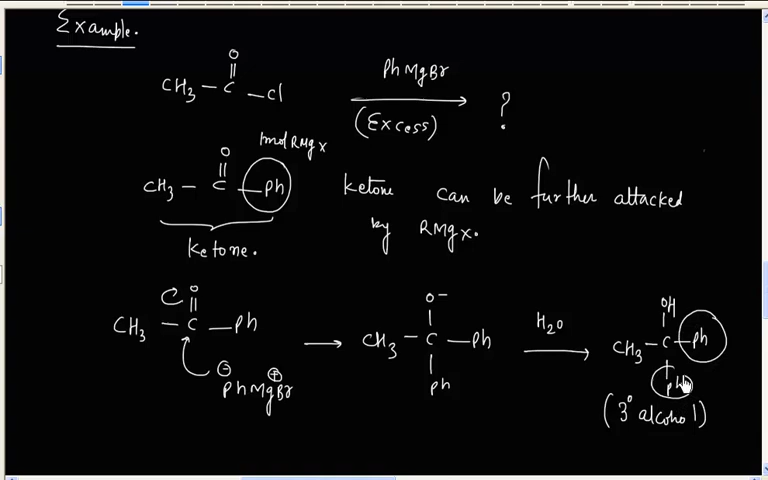 Example.
O
CH3 – C – Cl
PhMgBr
(Excess)
?
1mol RMgx
O
CH3 – C – Ph
ketone.
ketone can be further attacked
by RMgx.
O
CH3 – C – Ph
⊖ PhMgBr ⊕
O–
CH3 – C – Ph
Ph
H2O
OH
CH3 – C – Ph
Ph
(3° alcohol)